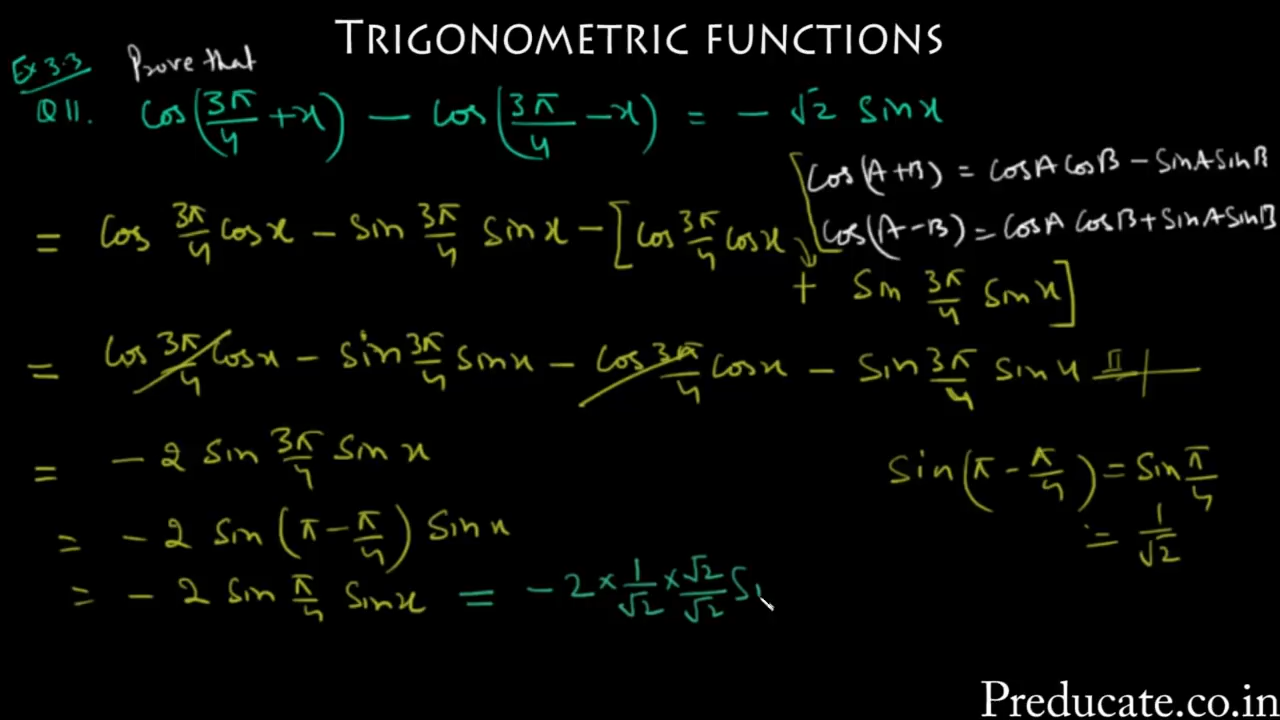 TRIGONOMETRIC FUNCTIONS
Ex 3.3 Prove that
Q11. cos(3π/4 + x) − cos(3π/4 − x) = − √2 sin x
cos(A+B) = cosA cosB − sinA sinB
cos(A−B) = cosA cosB + sinA sinB
= cos 3π/4 cos x − sin 3π/4 sin x − [cos 3π/4 cos x
+ sin 3π/4 sin x]
= cos 3π/4 cos x − sin 3π/4 sin x − cos 3π/4 cos x − sin 3π/4 sin x
II
= − 2 sin 3π/4 sin x
sin(π − π/4) = sin π/4
= 1/√2
= − 2 sin (π − π/4) sin x
= − 2 sin π/4 sin x = − 2 × 1/√2 × √2/√2 Si
Preducate.co.in